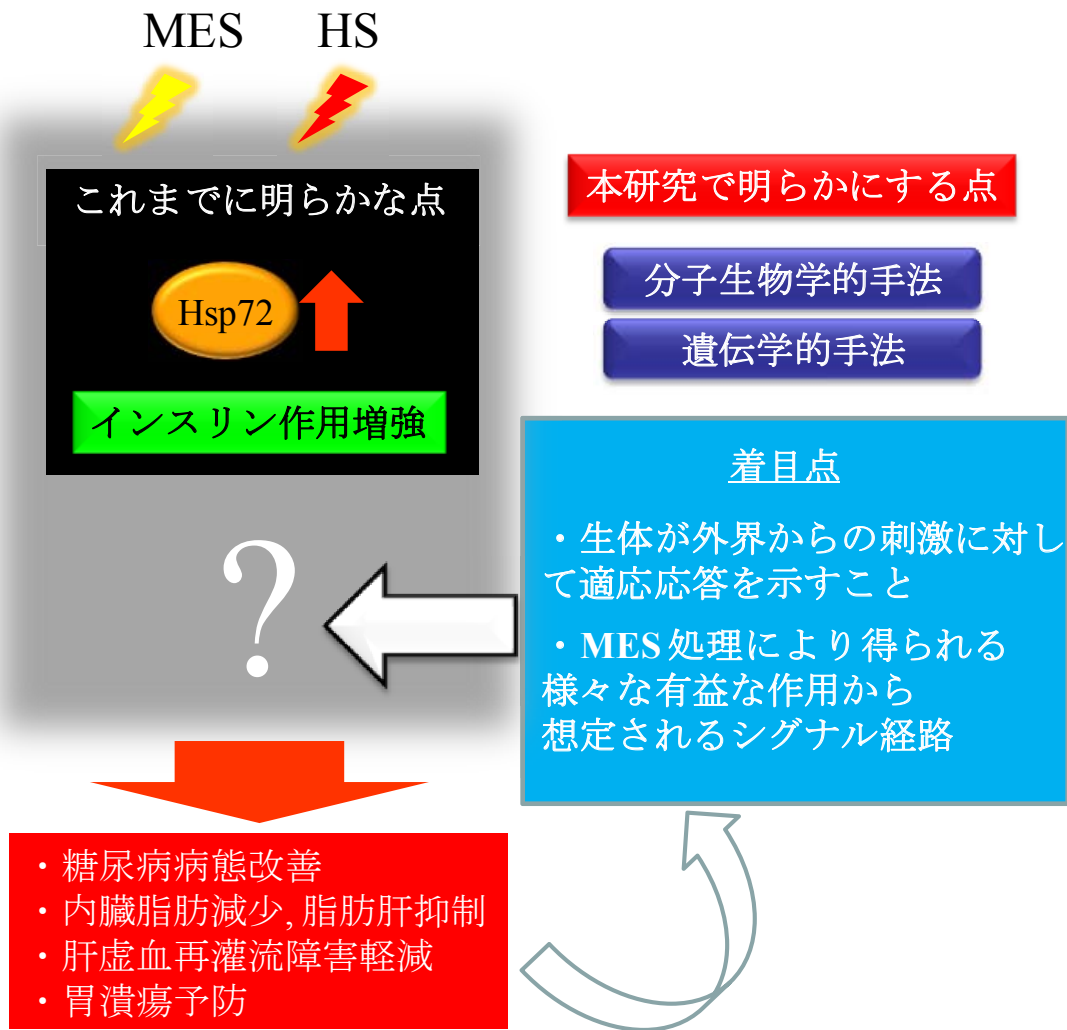 MES HS
これまでに明らかな点
Hsp72
インスリン作用増強
?
本研究で明らかにする点
分子生物学的手法
遺伝学的手法
着目点
・生体が外界からの刺激に対し
て適応応答を示すこと
・MES処理により得られる
様々な有益な作用から
想定されるシグナル経路
・糖尿病病態改善
・内臓脂肪減少, 脂肪肝抑制
・肝虚血再灌流障害軽減
・胃潰瘍予防